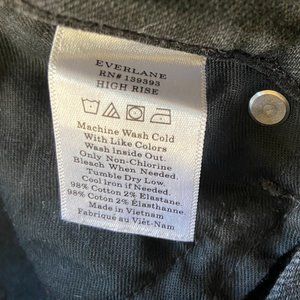 EVERLANE
RN# 139393
HIGH RISE
Machine Wash Cold
With Like Colors
Wash Inside Out.
Only Non-Chlorine
Bleach When Needed.
Tumble Dry Low.
Cool iron if Needed.
98% Cotton 2% Elastane.
98% Coton 2% Élasthanne.
Made in Vietnam
Fabriqué au Viêt-Nam